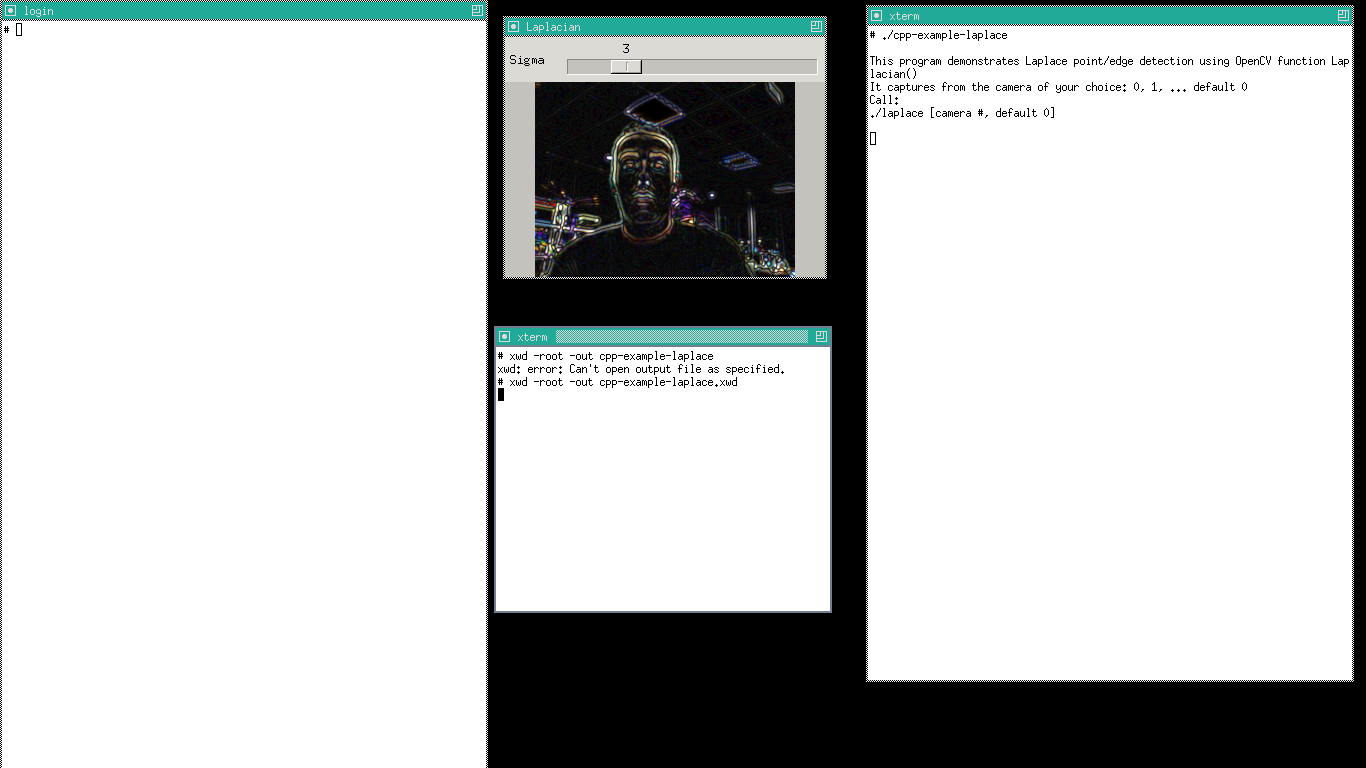 login
#
Laplacian
3
Sigma
xterm
# xwd -root -out cpp-example-laplace
xwd: error: Can't open output file as specified.
# xwd -root -out cpp-example-laplace.xwd
xterm
# ./cpp-example-laplace
This program demonstrates Laplace point/edge detection using OpenCV function Lap
lacian()
It captures from the camera of your choice: 0, 1, ... default 0
Call:
./laplace [camera #, default 0]